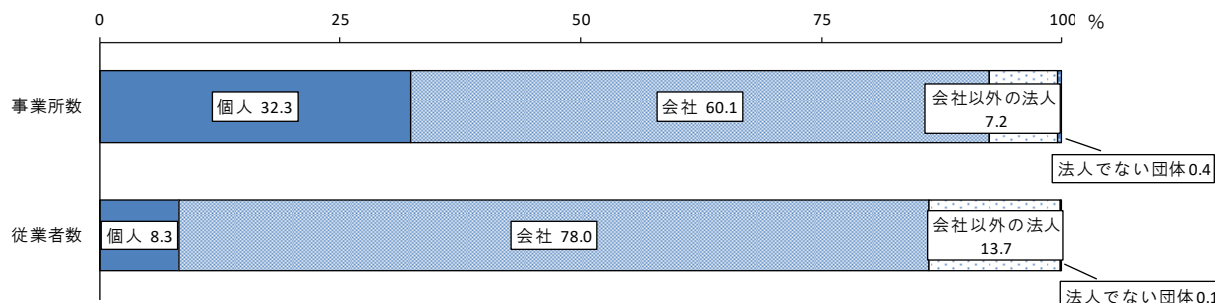 0 25 50 75 100 %
事業所数
個人 32.3
会社 60.1
会社以外の法人
7.2
法人でない団体0.4
従業者数
個人 8.3
会社 78.0
会社以外の法人
13.7
法人でない団体0.1